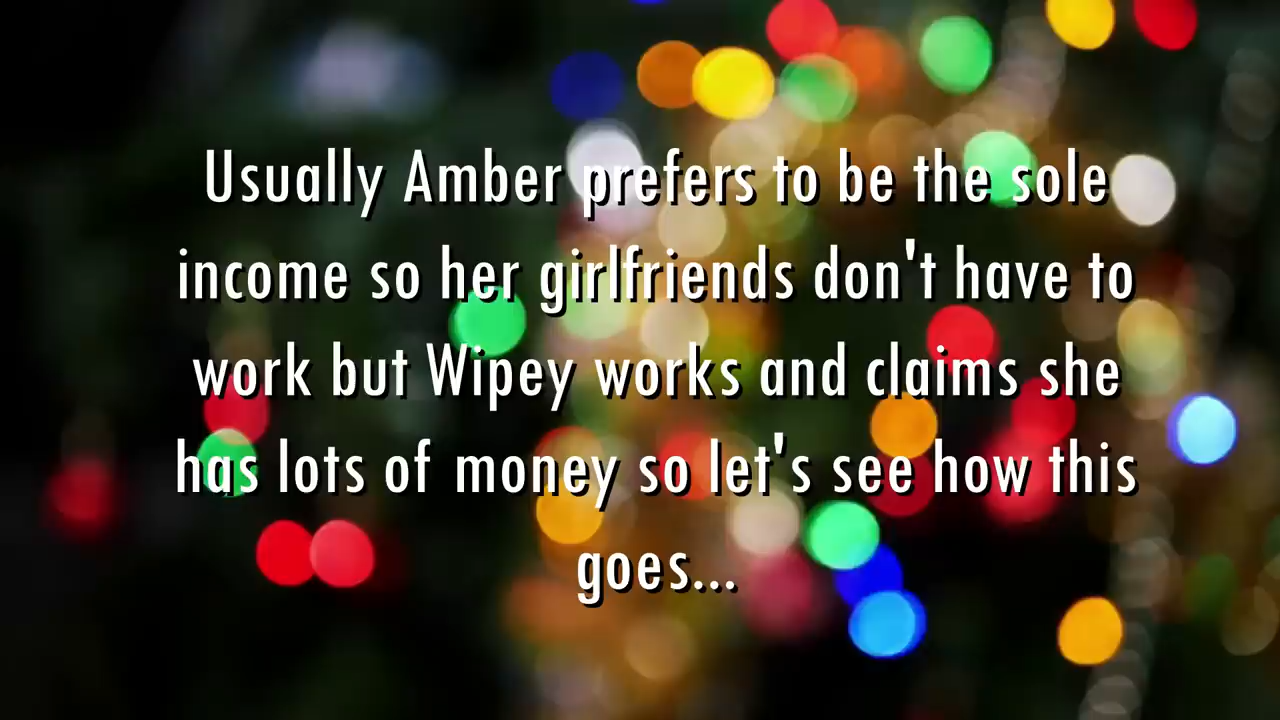 Usually Amber prefers to be the sole
income so her girlfriends don't have to
work but Wipey works and claims she
has lots of money so let's see how this
goes...